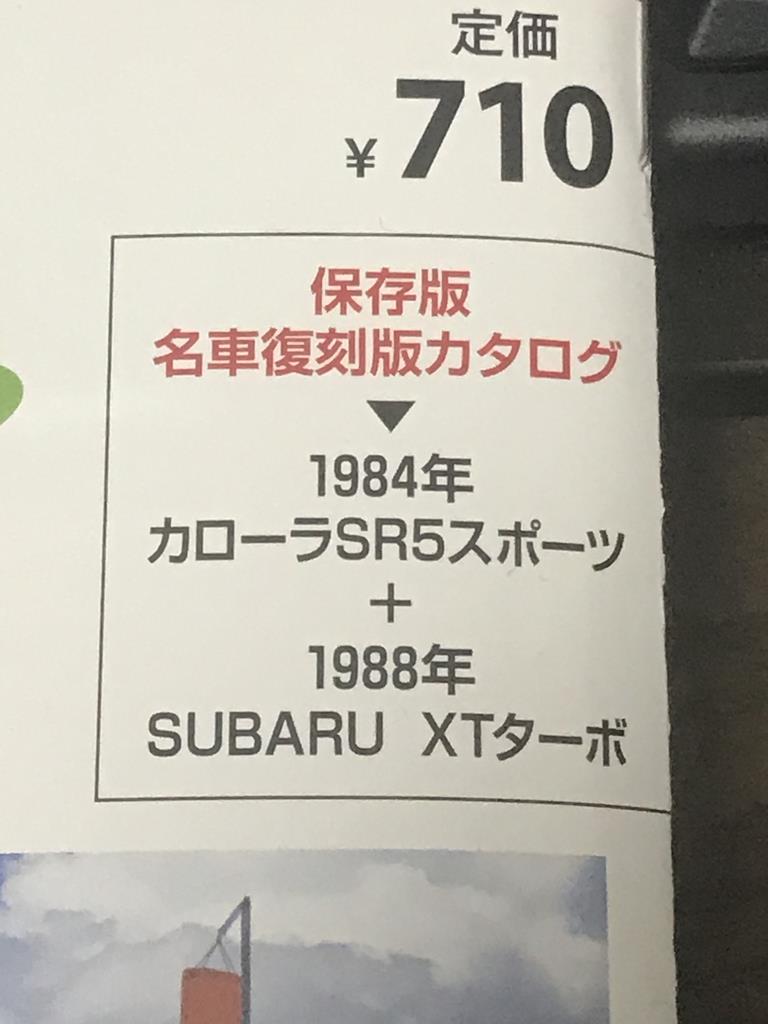 定価
¥710
保存版
名車復刻版カタログ
▼
1984年
カローラSR5スポーツ
+
1988年
SUBARU XTターボ